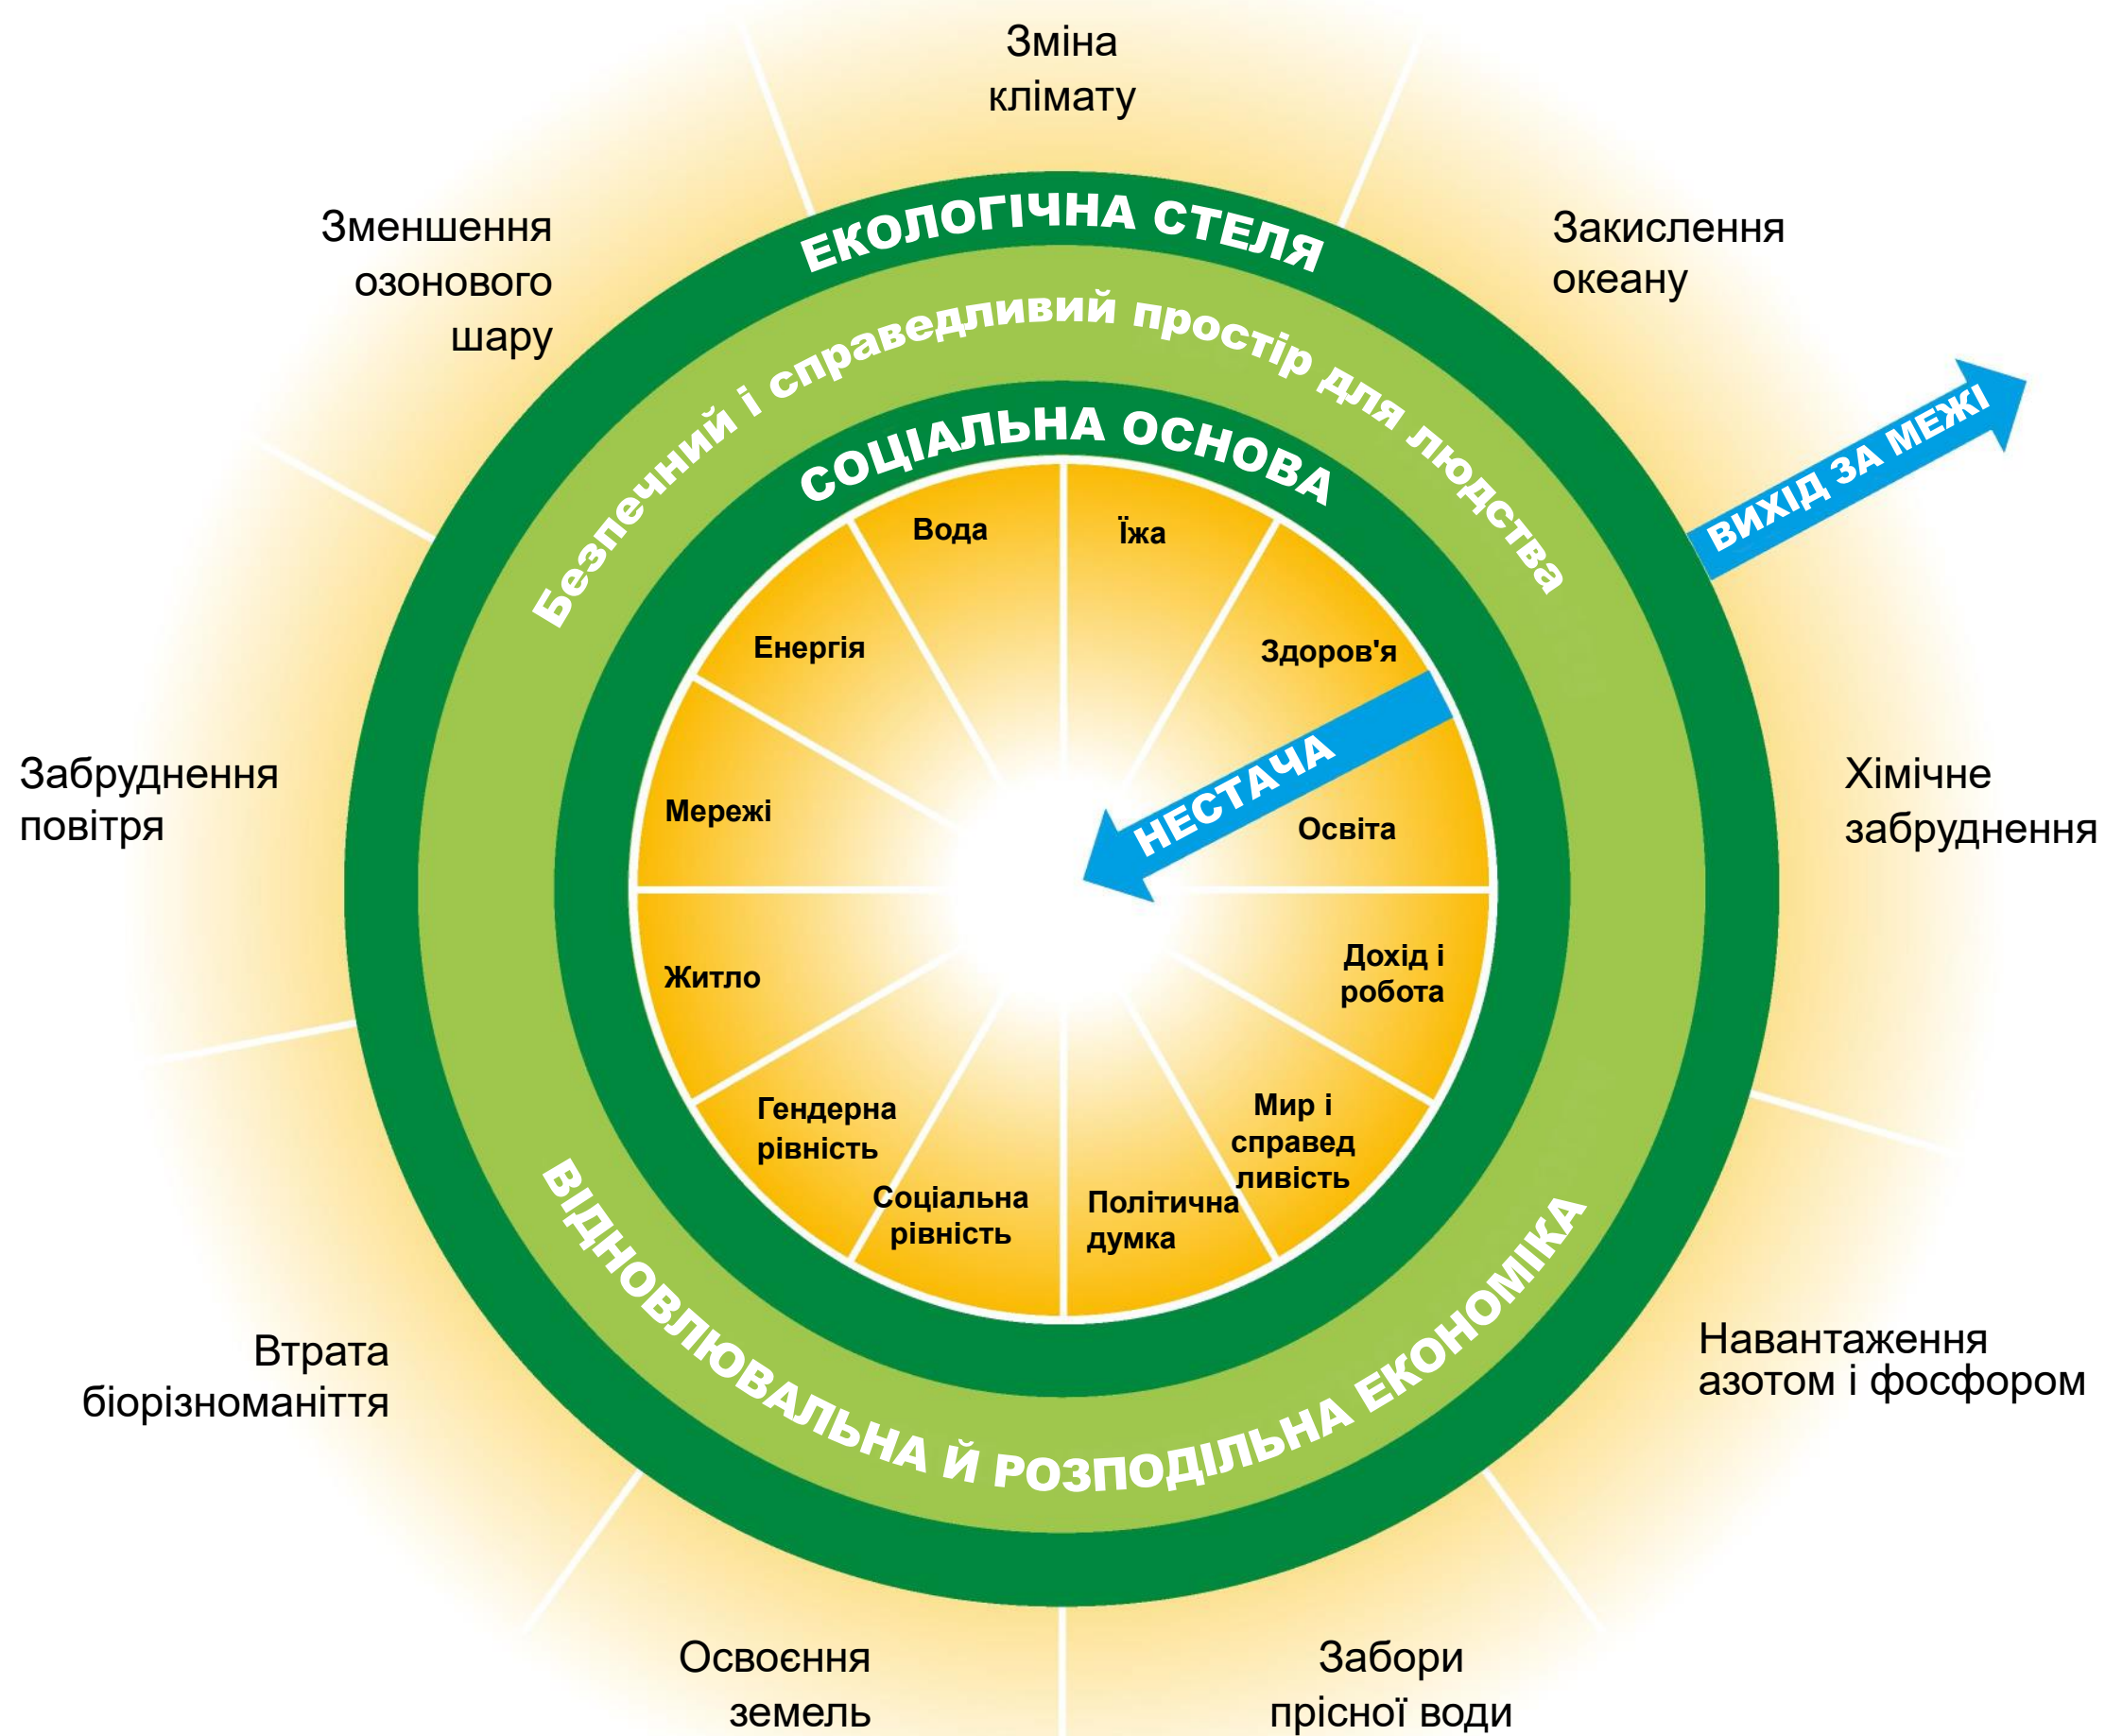 Зміна
клімату
Зменшення
озонового
шару
Закислення
океану
ЕКОЛОГІЧНА СТЕЛЯ
Безпечний і справедливий простір для людства
СОЦІАЛЬНА ОСНОВА
ВИХІД ЗА МЕЖІ
Вода
Їжа
Енергія
Здоров'я
НЕСТАЧА
Мережі
Освіта
Забруднення
повітря
Хімічне
забруднення
Житло
Дохід і
робота
Гендерна
рівність
Мир і
справед
ливість
Соціальна
рівність
Політична
думка
ВІДНОВЛЮВАЛЬНА Й РОЗПОДІЛЬНА ЕКОНОМІКА
Втрата
біорізноманіття
Навантаження
азотом і фосфором
Освоєння
земель
Забори
прісної води